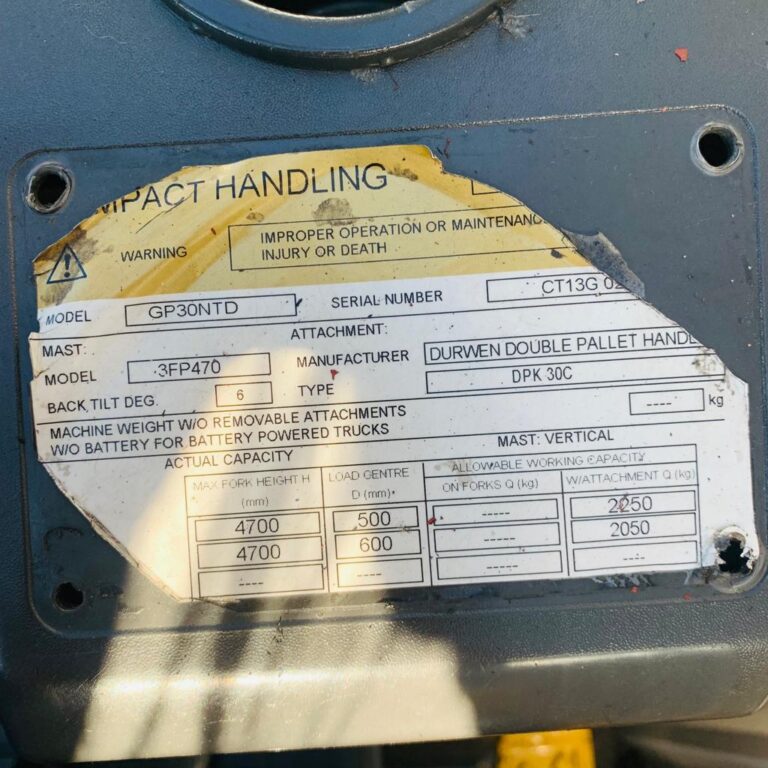 MPACT HANDLING
WARNING
IMPROPER OPERATION OR MAINTENANC
INJURY OR DEATH
MODEL GP30NTD SERIAL NUMBER CT13G 02
MAST: ATTACHMENT:
MODEL 3FP470 MANUFACTURER DURWEN DOUBLE PALLET HANDL
BACK TILT DEG. 6 TYPE DPK 30C
MACHINE WEIGHT W/O REMOVABLE ATTACHMENTS ---- kg
W/O BATTERY FOR BATTERY POWERED TRUCKS
ACTUAL CAPACITY MAST: VERTICAL
MAX FORK HEIGHT H (mm) LOAD CENTRE D (mm)* ALLOWABLE WORKING CAPACITY
ON FORKS Q (kg) W/ATTACHMENT Q (kg)
4700 500 ----- 2250
4700 600 ----- 2050
---- ---- ----- ----